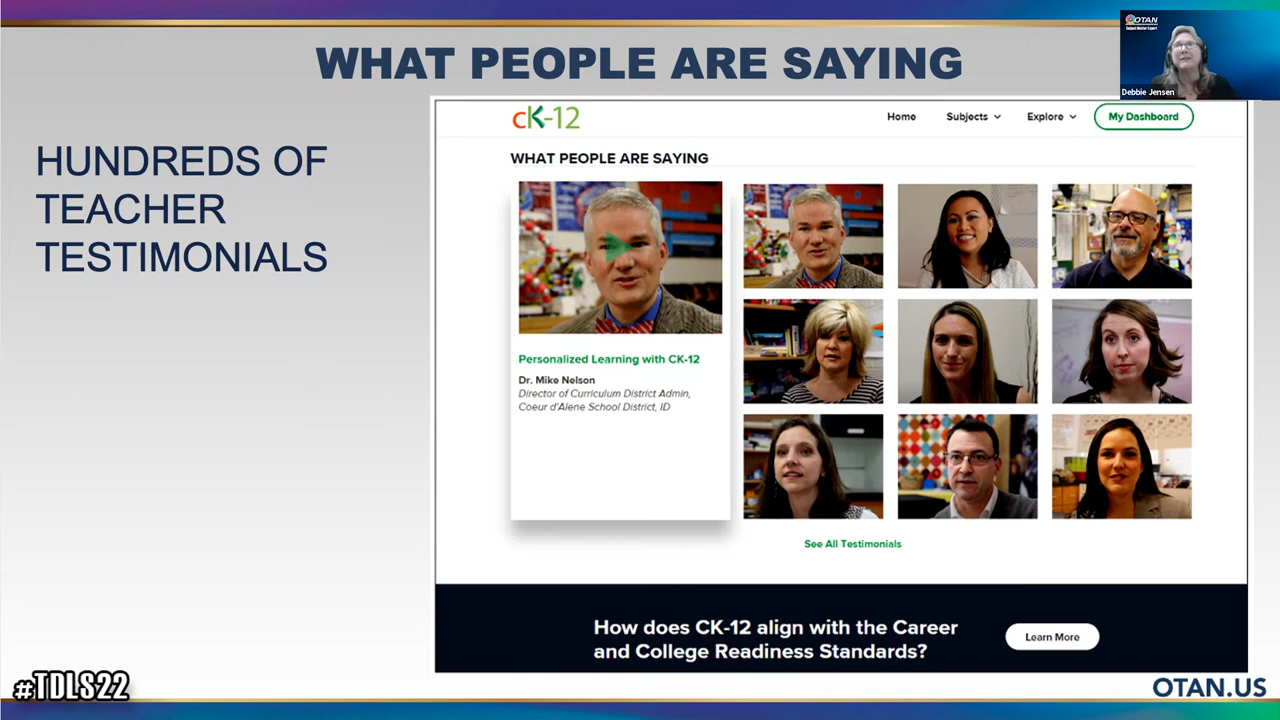 WHAT PEOPLE ARE SAYING
OTAN
Subject Matter Expert
Debbie Jensen
HUNDREDS OF
TEACHER
TESTIMONIALS
cK-12
Home
Subjects
Explore
My Dashboard
WHAT PEOPLE ARE SAYING
Personalized Learning with CK-12
Dr. Mike Nelson
Director of Curriculum District Admin,
Coeur d'Alene School District, ID
See All Testimonials
How does CK-12 align with the Career
and College Readiness Standards?
Learn More
#TDLS22
OTAN.US